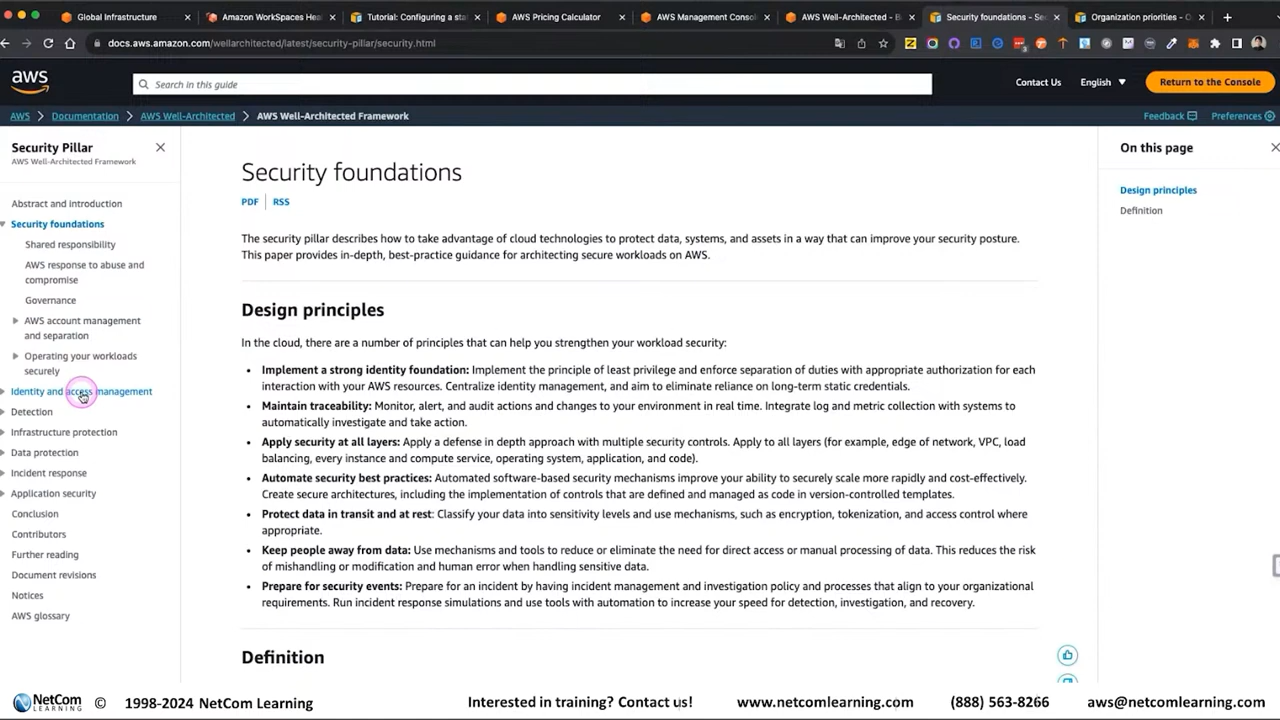 Global Infrastructure
Amazon WorkSpaces Hea
Tutorial: Configuring a sta
AWS Pricing Calculator
AWS Management Conso
AWS Well-Architected - B
Security foundations - Se
Organization priorities - O
docs.aws.amazon.com/wellarchitected/latest/security-pillar/security.html
aws
Search in this guide
Contact Us
English
Return to the Console
AWS > Documentation > AWS Well-Architected > AWS Well-Architected Framework
Feedback
Preferences
Security Pillar
AWS Well-Architected Framework
Abstract and introduction
Security foundations
Shared responsibility
AWS response to abuse and
compromise
Governance
AWS account management
and separation
Operating your workloads
securely
Identity and access management
Detection
Infrastructure protection
Data protection
Incident response
Application security
Conclusion
Contributors
Further reading
Document revisions
Notices
AWS glossary
Security foundations
PDF
RSS
The security pillar describes how to take advantage of cloud technologies to protect data, systems, and assets in a way that can improve your security posture.
This paper provides in-depth, best-practice guidance for architecting secure workloads on AWS.
Design principles
In the cloud, there are a number of principles that can help you strengthen your workload security:
• Implement a strong identity foundation: Implement the principle of least privilege and enforce separation of duties with appropriate authorization for each
interaction with your AWS resources. Centralize identity management, and aim to eliminate reliance on long-term static credentials.
• Maintain traceability: Monitor, alert, and audit actions and changes to your environment in real time. Integrate log and metric collection with systems to
automatically investigate and take action.
• Apply security at all layers: Apply a defense in depth approach with multiple security controls. Apply to all layers (for example, edge of network, VPC, load
balancing, every instance and compute service, operating system, application, and code).
• Automate security best practices: Automated software-based security mechanisms improve your ability to securely scale more rapidly and cost-effectively.
Create secure architectures, including the implementation of controls that are defined and managed as code in version-controlled templates.
• Protect data in transit and at rest: Classify your data into sensitivity levels and use mechanisms, such as encryption, tokenization, and access control where
appropriate.
• Keep people away from data: Use mechanisms and tools to reduce or eliminate the need for direct access or manual processing of data. This reduces the risk
of mishandling or modification and human error when handling sensitive data.
• Prepare for security events: Prepare for an incident by having incident management and investigation policy and processes that align to your organizational
requirements. Run incident response simulations and use tools with automation to increase your speed for detection, investigation, and recovery.
Definition
On this page
Design principles
Definition
NetCom
LEARNING
© 1998-2024 NetCom Learning
Interested in training? Contact us!
www.netcomlearning.com
(888) 563-8266
aws@netcomlearning.com